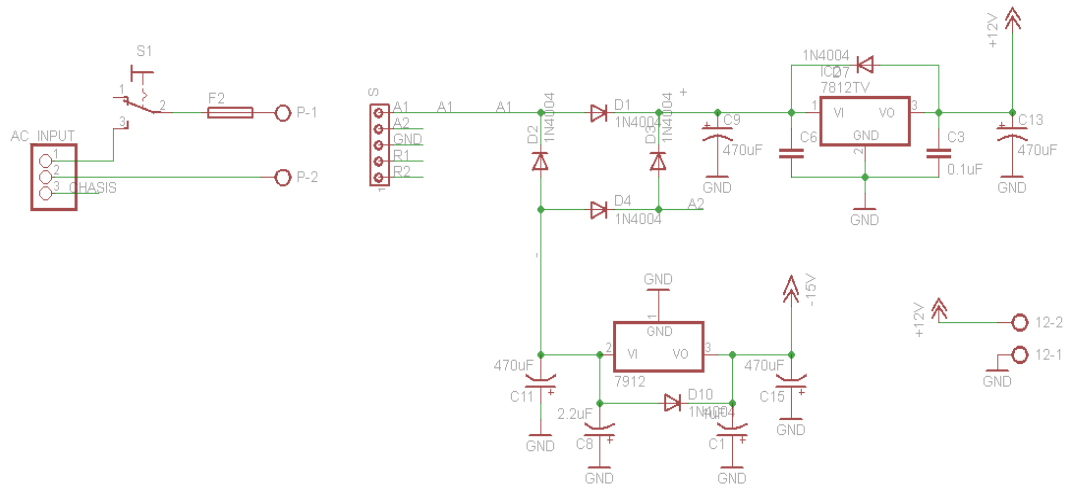 S1
1
2
3
F2
P-1
P-2
AC_INPUT
1
2
3
CHASIS
S
A1
A2
GND
R1
R2
1
A1
A1
D2
1N4004
D1
1N4004
D3
1N4004
D4
1N4004
A2
+
-
C9
470uF
GND
C6
1N4004
D7
7812TV
1
VI
VO
3
GND
2
GND
C3
0.1uF
+12V
C13
470uF
GND
GND
1
GND
2
VI
VO
3
7912
-15V
470uF
C11
GND
2.2uF
C8
GND
D10
1N4004
C1
GND
470uF
C15
GND
+12V
12-2
12-1
GND